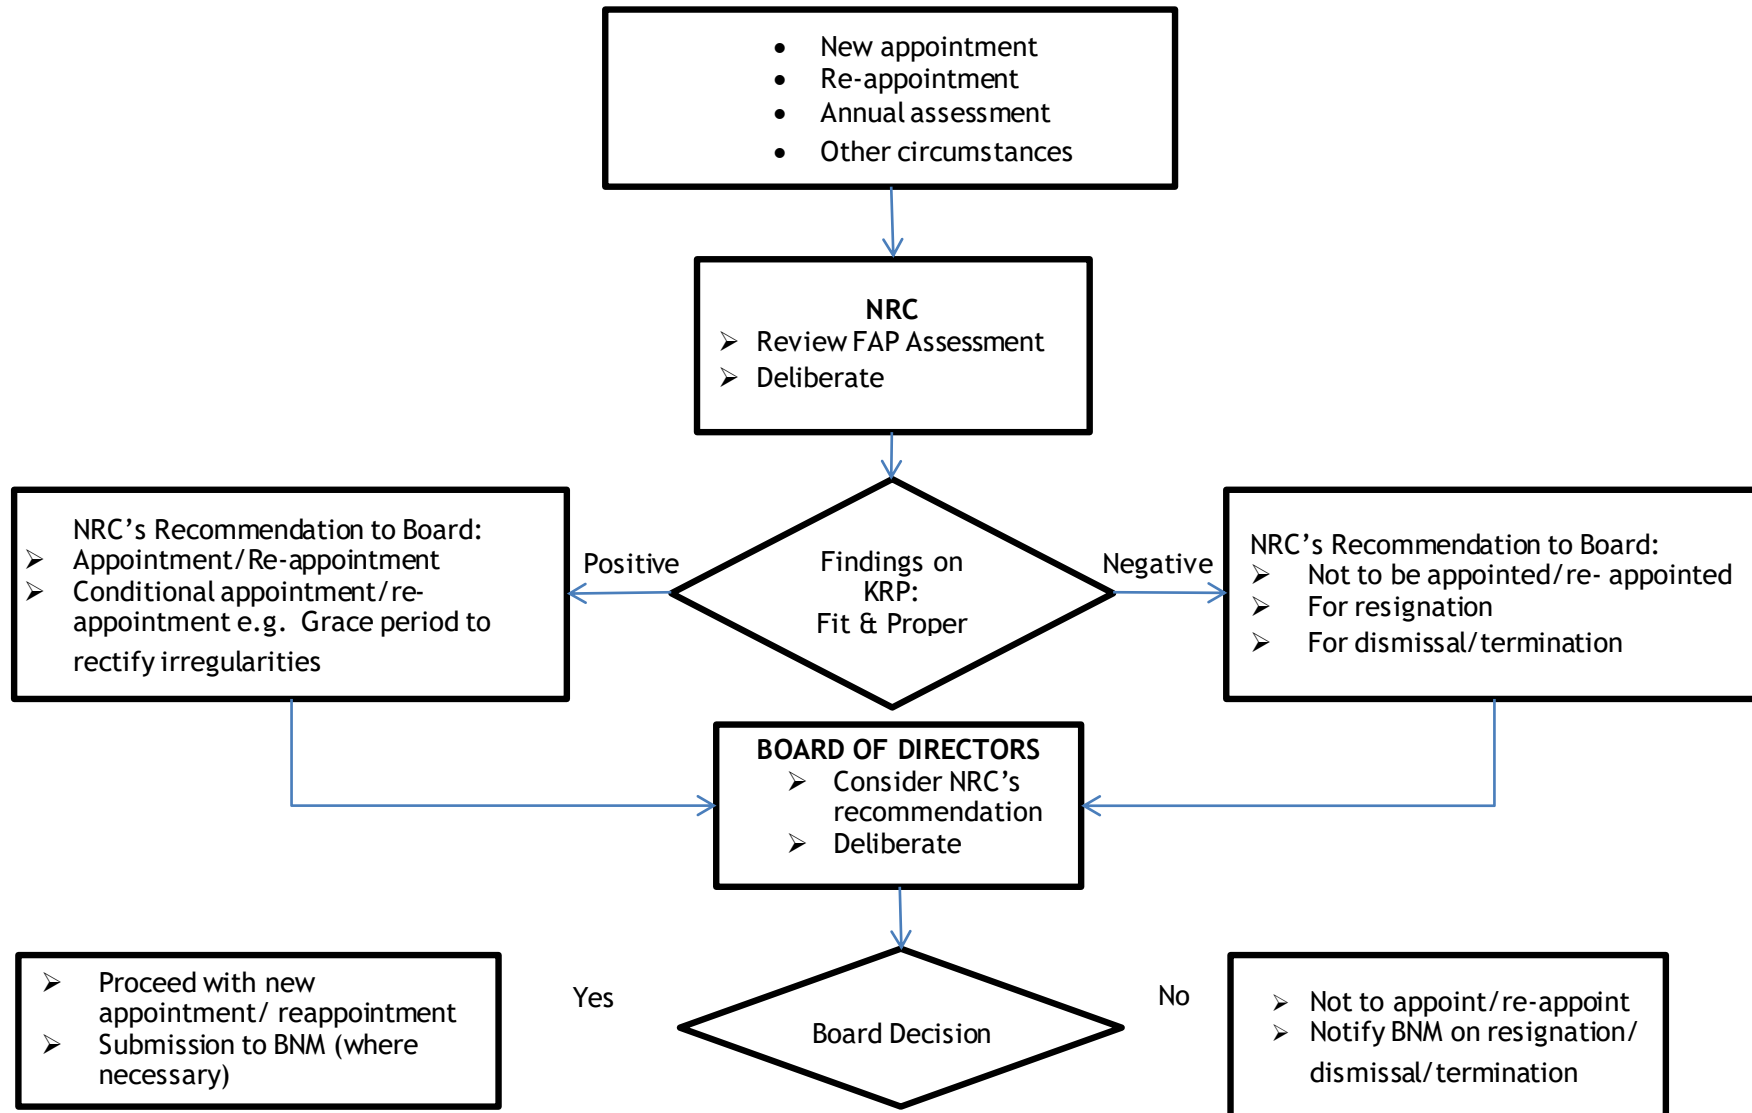 • New appointment
• Re-appointment
• Annual assessment
• Other circumstances
NRC
➢ Review FAP Assessment
➢ Deliberate
NRC’s Recommendation to Board:
➢ Appointment/Re-appointment
➢ Conditional appointment/re-
appointment e.g. Grace period to
rectify irregularities
Positive
Findings on
KRP:
Fit & Proper
Negative
NRC’s Recommendation to Board:
➢ Not to be appointed/re- appointed
➢ For resignation
➢ For dismissal/termination
BOARD OF DIRECTORS
➢ Consider NRC’s
recommendation
➢ Deliberate
➢ Proceed with new
appointment/ reappointment
➢ Submission to BNM (where
necessary)
Yes
Board Decision
No
➢ Not to appoint/re-appoint
➢ Notify BNM on resignation/
dismissal/termination